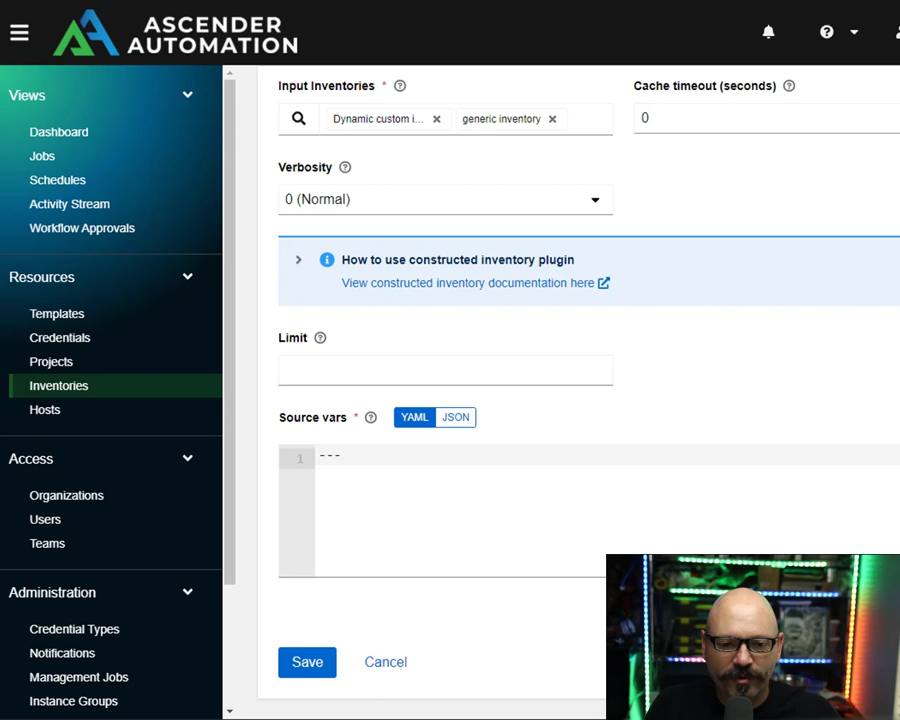 ASCENDER
AUTOMATION
Views
Dashboard
Jobs
Schedules
Activity Stream
Workflow Approvals
Resources
Templates
Credentials
Projects
Inventories
Hosts
Access
Organizations
Users
Teams
Administration
Credential Types
Notifications
Management Jobs
Instance Groups
Input Inventories *
Dynamic custom i...
generic inventory
Cache timeout (seconds)
0
Verbosity
0 (Normal)
How to use constructed inventory plugin
View constructed inventory documentation here
Limit
Source vars * YAML JSON
1 ---
Save Cancel